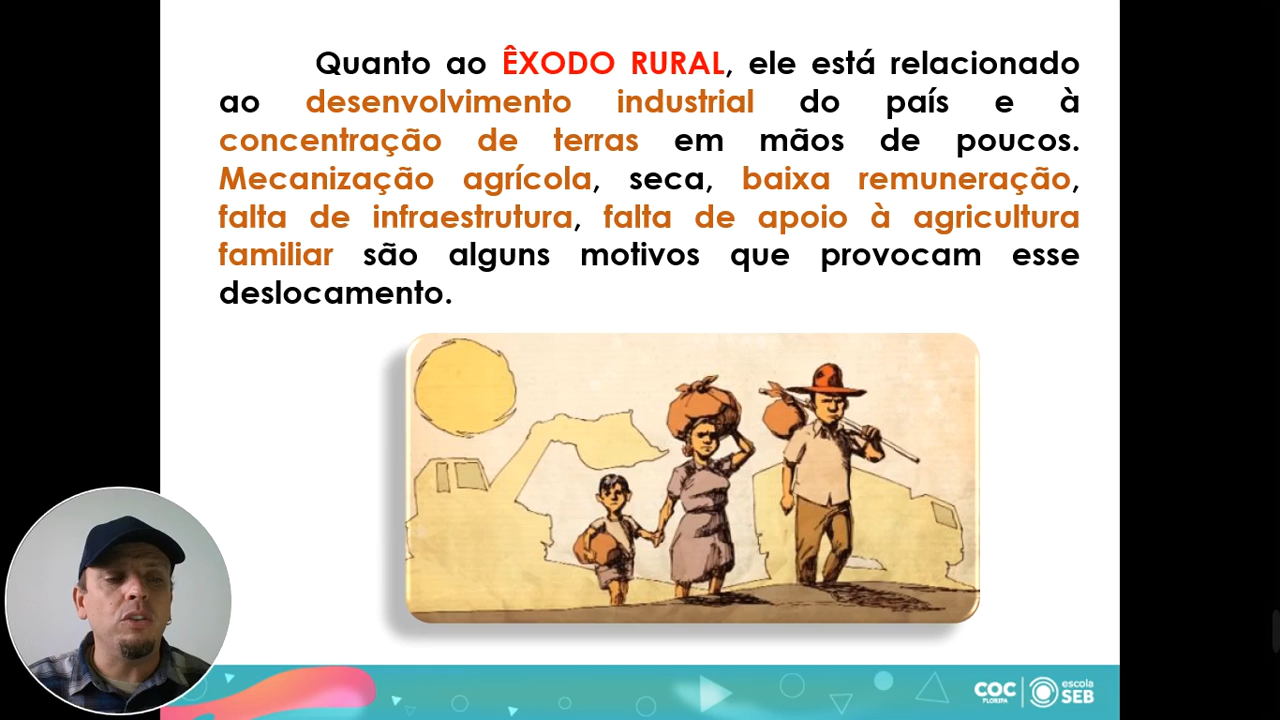 Quanto ao ÊXODO RURAL, ele está relacionado
ao desenvolvimento industrial do país e à
concentração de terras em mãos de poucos.
Mecanização agrícola, seca, baixa remuneração,
falta de infraestrutura, falta de apoio à agricultura
familiar são alguns motivos que provocam esse
deslocamento.
COC
FLORIPA
escola
SEB